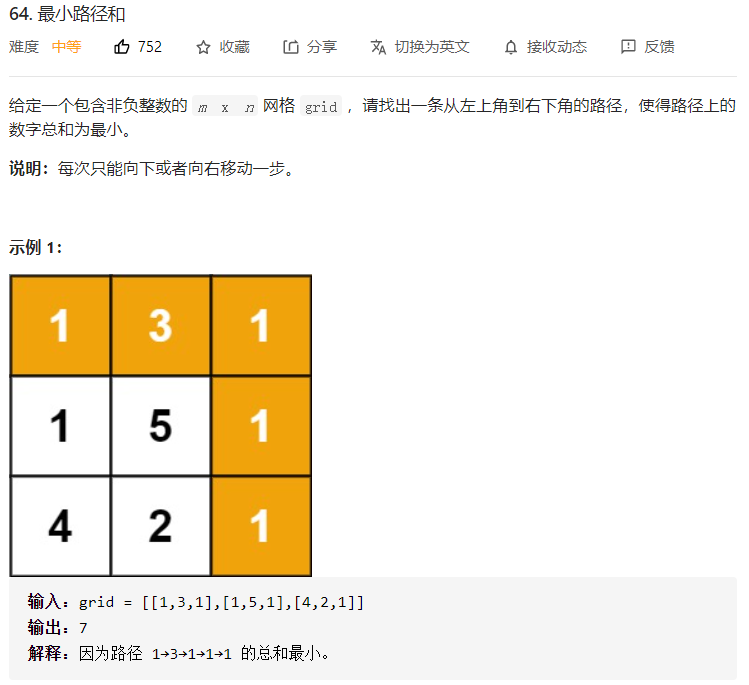 64. 最小路径和
难度 中等 752 收藏 分享 切换为英文 接收动态 反馈
给定一个包含非负整数的 m x n 网格 grid ，请找出一条从左上角到右下角的路径，使得路径上的
数字总和为最小。
说明：每次只能向下或者向右移动一步。
示例 1：
1 3 1
1 5 1
4 2 1
输入：grid = [[1,3,1],[1,5,1],[4,2,1]]
输出：7
解释：因为路径 1→3→1→1→1 的总和最小。